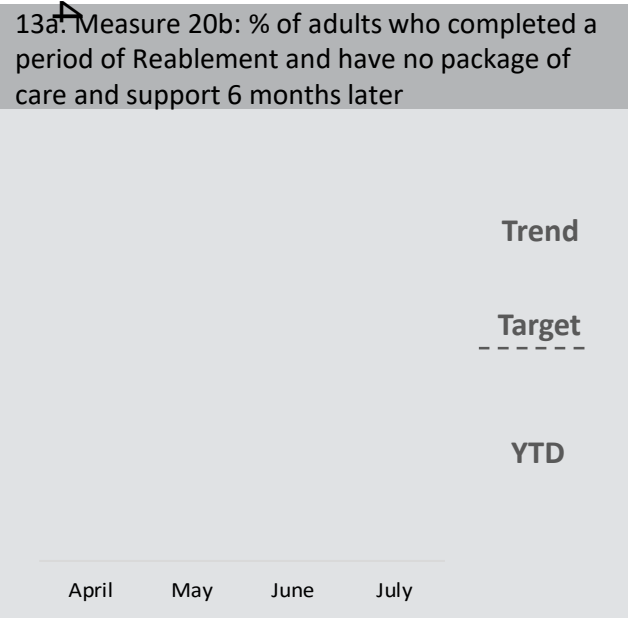 13a: Measure 20b: % of adults who completed a
period of Reablement and have no package of
care and support 6 months later
Trend
Target
YTD
April May June July